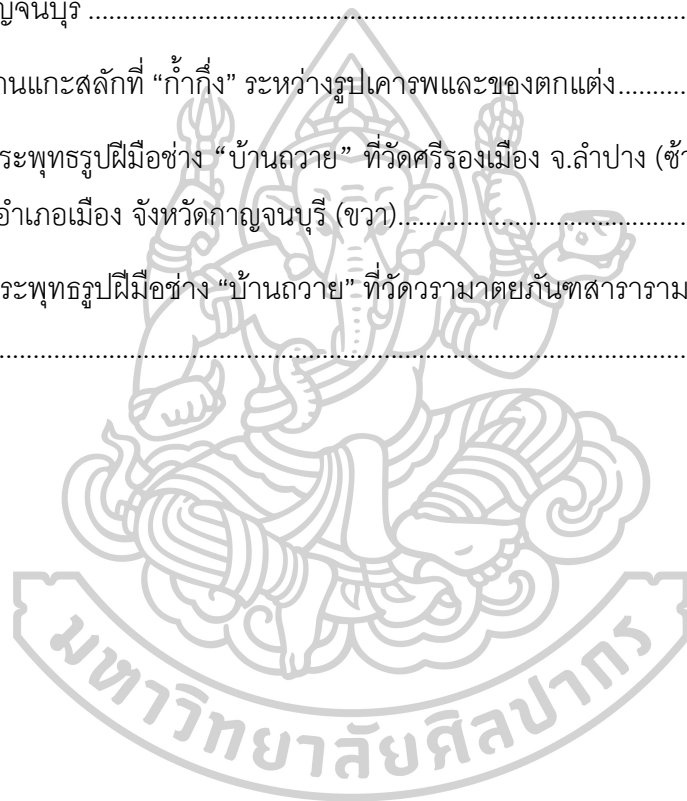 ญจนบุรี ........................................................................................
านแกะสลักที่ “ก้ำกึ่ง” ระหว่างรูปเคารพและของตกแต่ง..........
ระพุทธรูปฝีมือช่าง “บ้านถวาย” ที่วัดศรีรองเมือง จ.ลำปาง (ซ้า
อำเภอเมือง จังหวัดกาญจนบุรี (ขวา)..........................................
ระพุทธรูปฝีมือช่าง “บ้านถวาย” ที่วัดวรามาตยภัณฑสาราราม
....................................................................................................
มหาวิทยาลัยศิลปากร